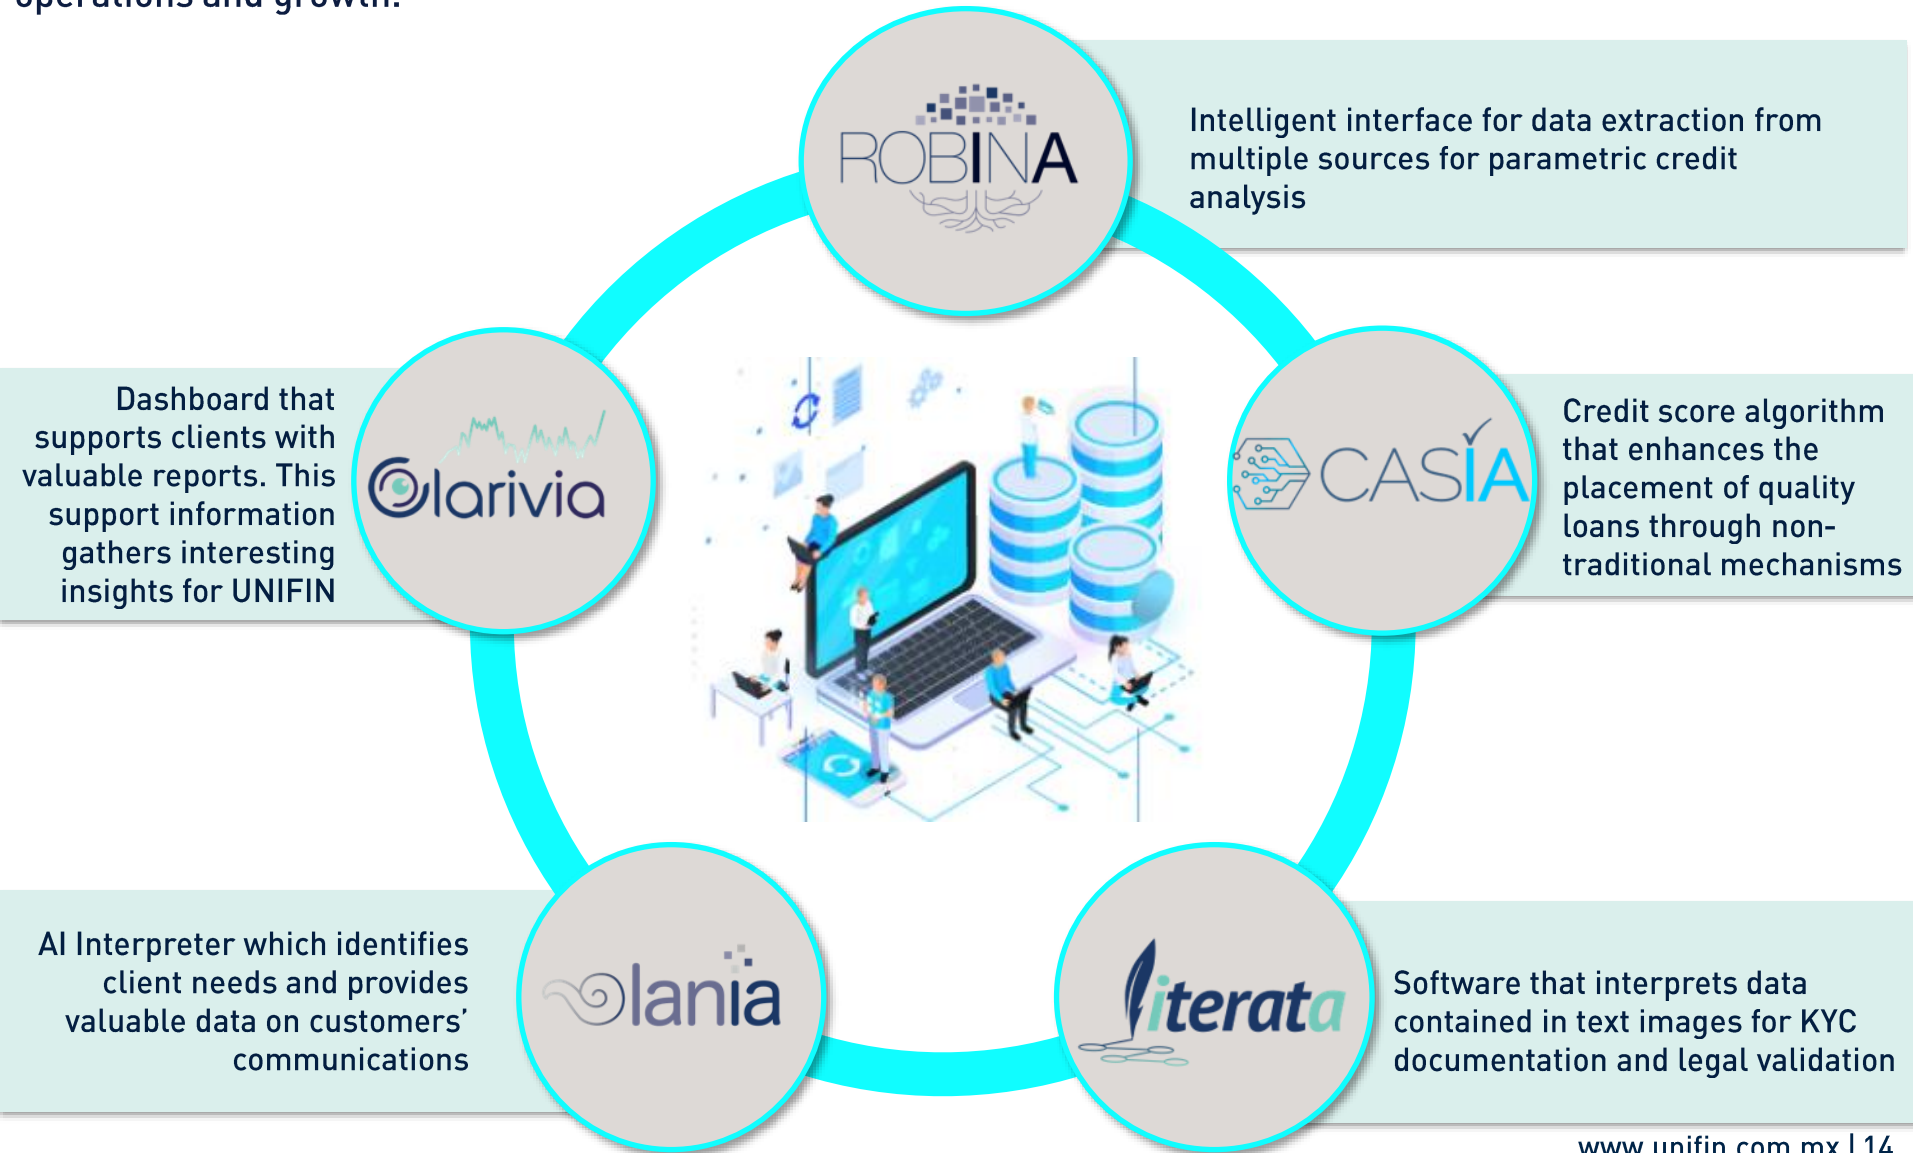 operations and growth.
ROBINA
Intelligent interface for data extraction from
multiple sources for parametric credit
analysis
Dashboard that
supports clients with
valuable reports. This
support information
gathers interesting
insights for UNIFIN
Clarivia
CASIA
Credit score algorithm
that enhances the
placement of quality
loans through non-
traditional mechanisms
AI Interpreter which identifies
client needs and provides
valuable data on customers’
communications
lania
Literata
Software that interprets data
contained in text images for KYC
documentation and legal validation
www.unifin.com.mx | 14